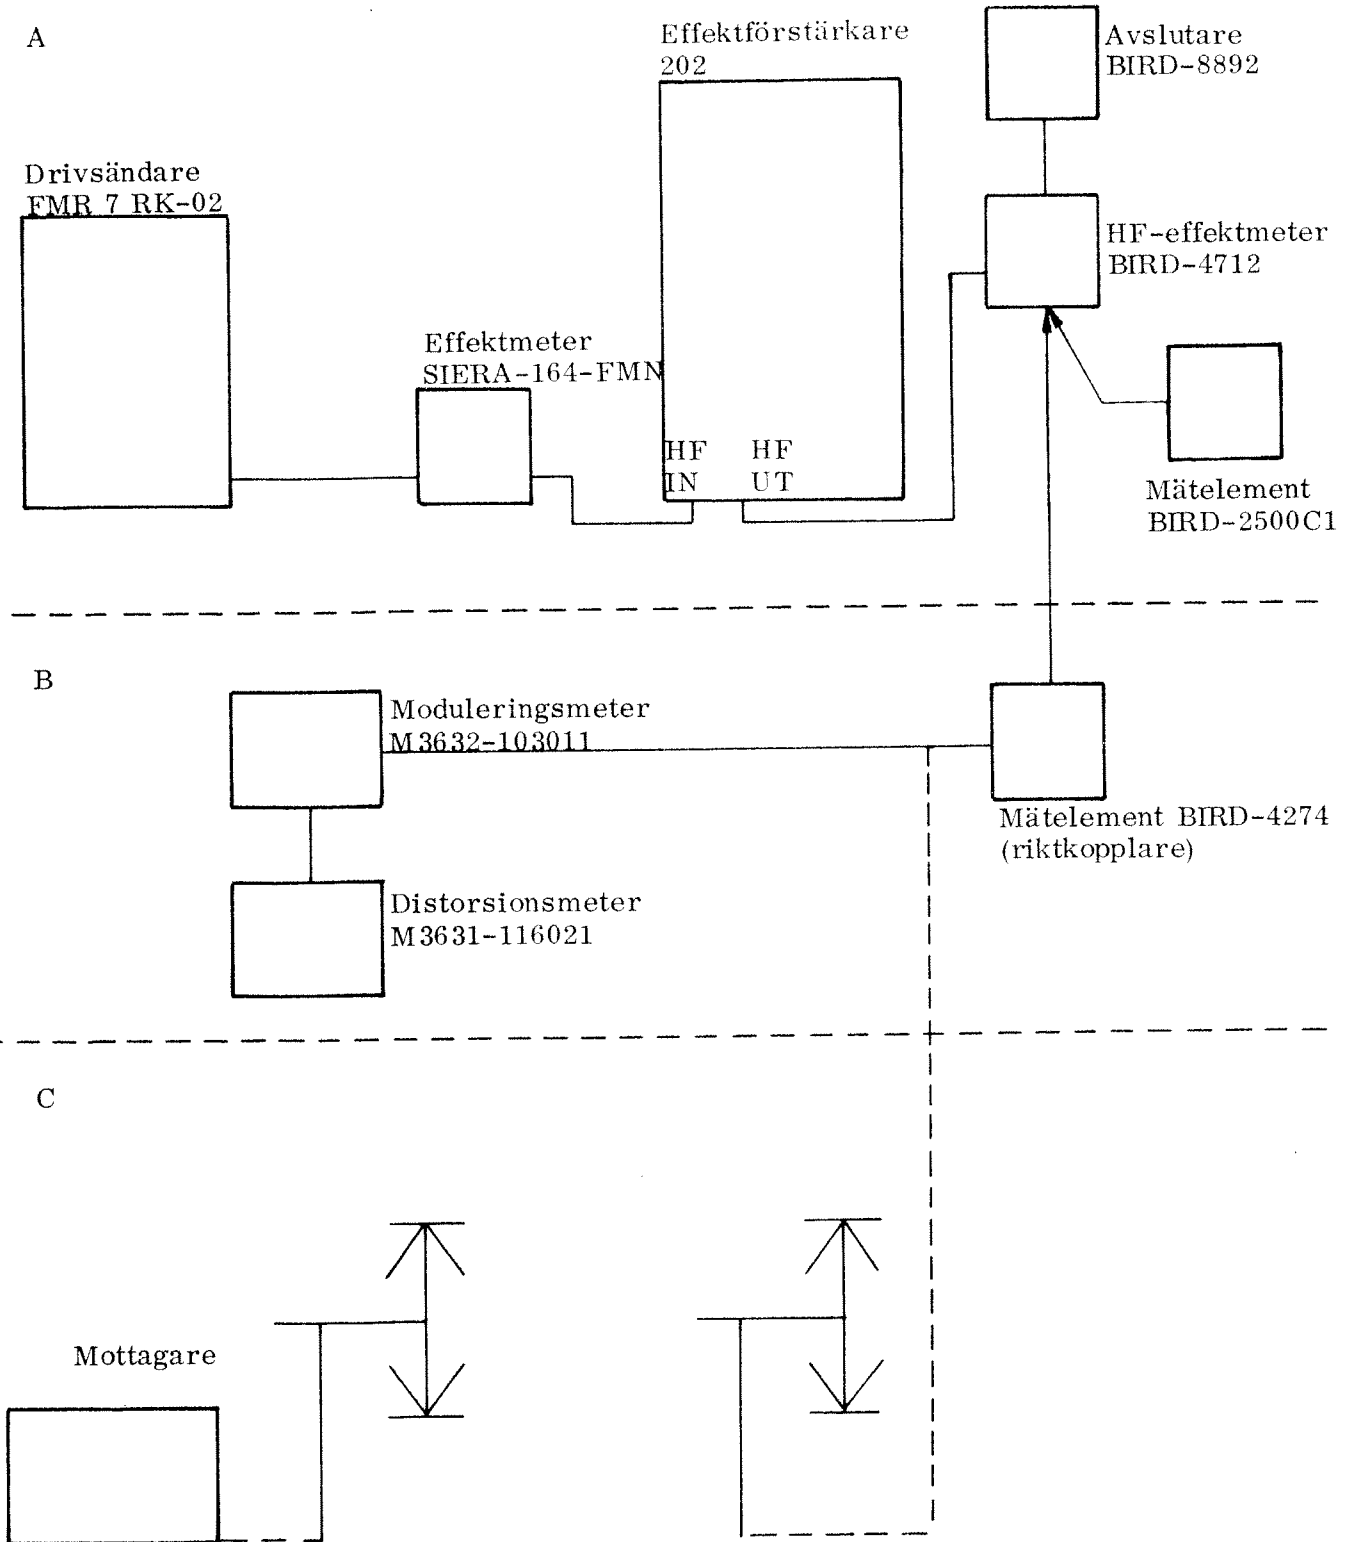 A
Effektförstärkare
202
Avslutare
BIRD-8892
Drivsändare
FMR 7 RK-02
HF-effektmeter
BIRD-4712
Effektmeter
SIERA-164-FMN
HF
IN
HF
UT
Mätelement
BIRD-2500C1
B
Moduleringsmeter
M3632-103011
Mätelement BIRD-4274
(riktkopplare)
Distorsionsmeter
M3631-116021
C
Mottagare